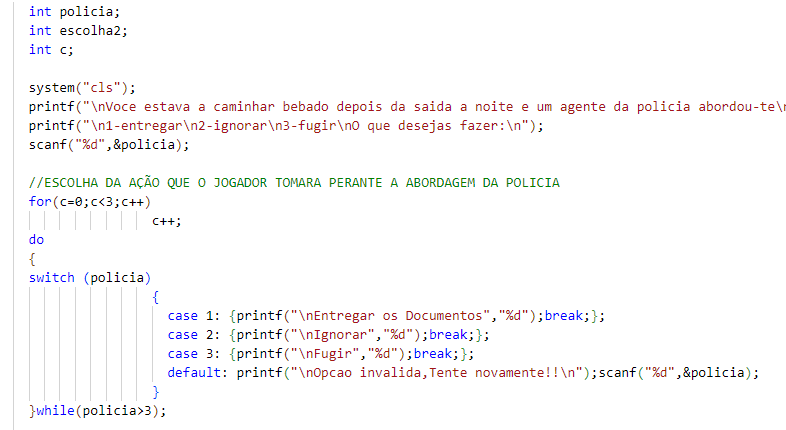 int policia;
int escolha2;
int c;
system("cls");
printf("\nVoce estava a caminhar bebado depois da saida a noite e um agente da policia abordou-te\n
printf("\n1-entregar\n2-ignorar\n3-fugir\nO que desejas fazer:\n");
scanf("%d",&policia);
//ESCOLHA DA AÇÃO QUE O JOGADOR TOMARA PERANTE A ABORDAGEM DA POLICIA
for(c=0;c<3;c++)
c++;
do
{
switch (policia)
{
case 1: {printf("\nEntregar os Documentos","%d");break;};
case 2: {printf("\nIgnorar","%d");break;};
case 3: {printf("\nFugir","%d");break;};
default: printf("\nOpcao invalida,Tente novamente!!\n");scanf("%d",&policia);
}
}while(policia>3);